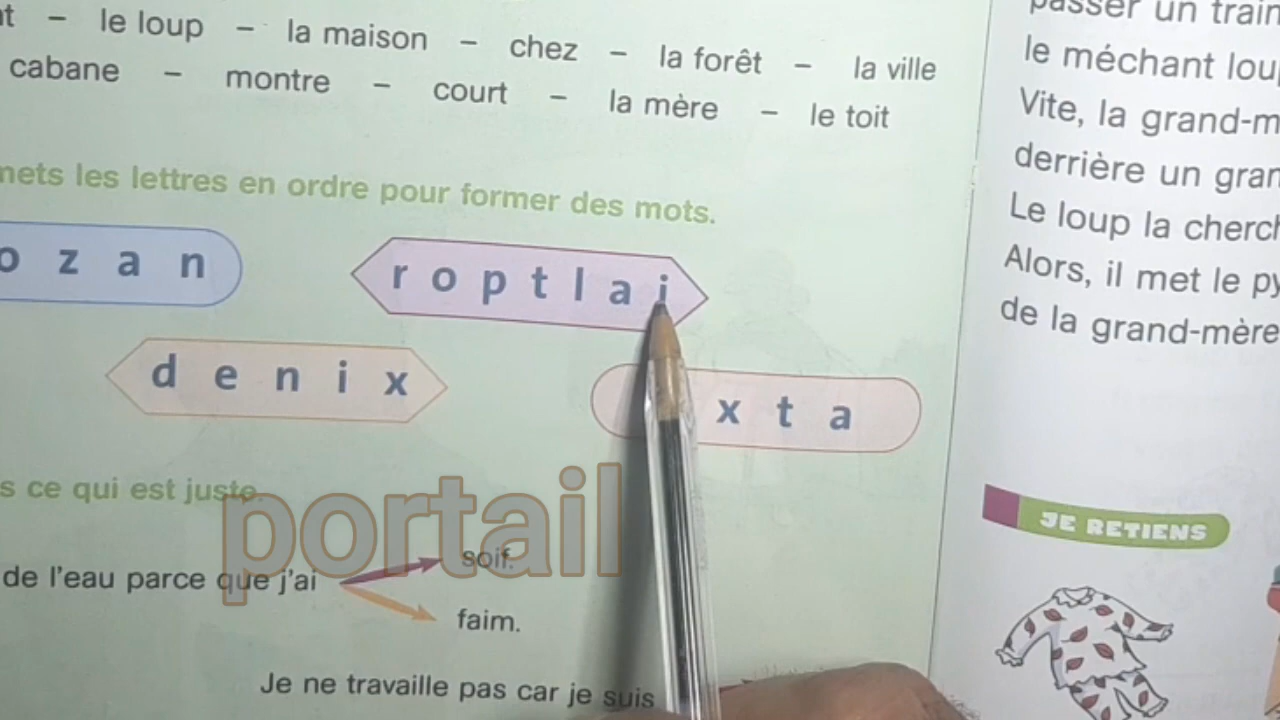 – le loup – la maison – chez – la forêt – la ville
cabane – montre – court – la mère – le toit
les lettres en ordre pour former des mots.
o z a n
r o p t l a i
d e n i x
x t a
ce qui est juste.
portail
de l'eau parce que j'ai
soif.
faim.
Je ne travaille pas car je suis
passer un train
le méchant lou
Vite, la grand-m
derrière un gran
Le loup la cherch
Alors, il met le py
de la grand-mère
JE RETIENS